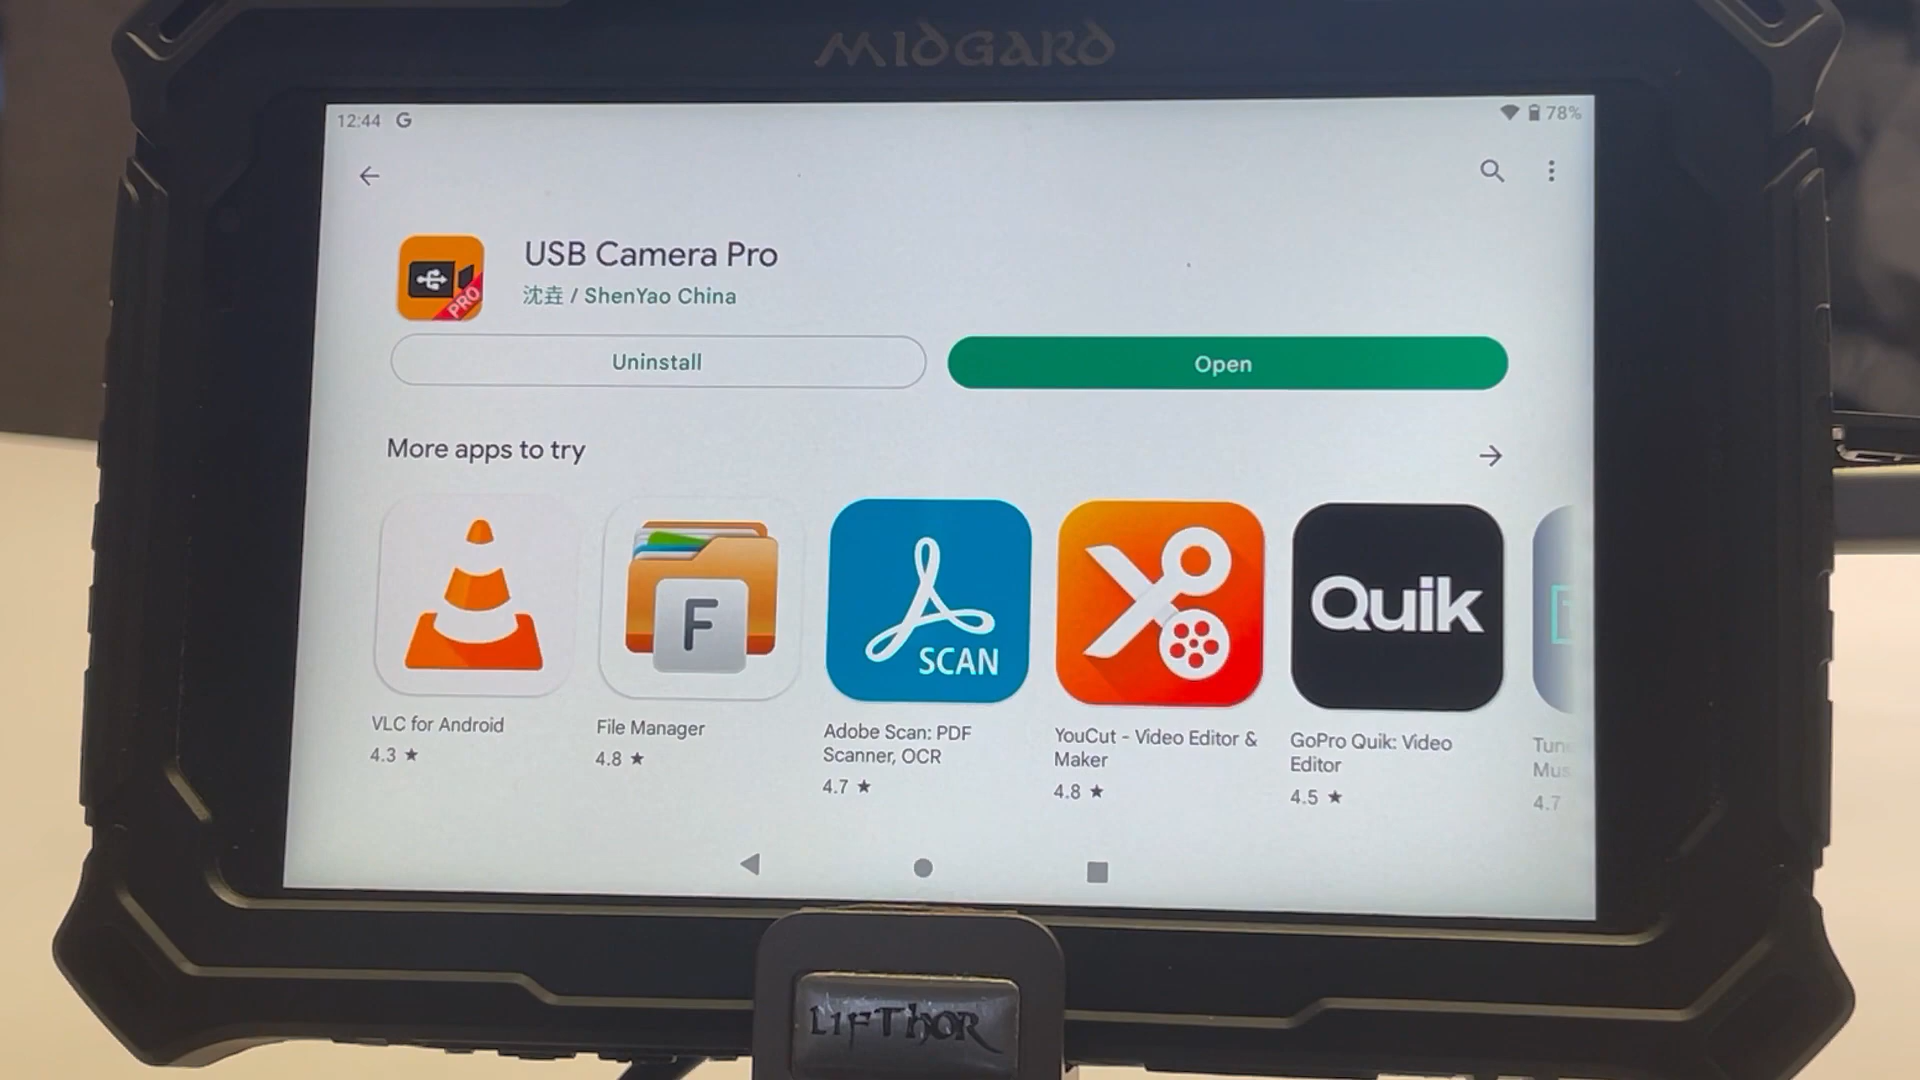 MIDGARD
12:44 G
78%
USB Camera Pro
PRO
沈垚 / ShenYao China
Uninstall
Open
More apps to try
F
SCAN
Quik
VLC for Android
4.3 ★
File Manager
4.8 ★
Adobe Scan: PDF
Scanner, OCR
4.7 ★
YouCut - Video Editor &
Maker
4.8 ★
GoPro Quik: Video
Editor
4.5 ★
Tun
Mus
4.7
LIFThOR